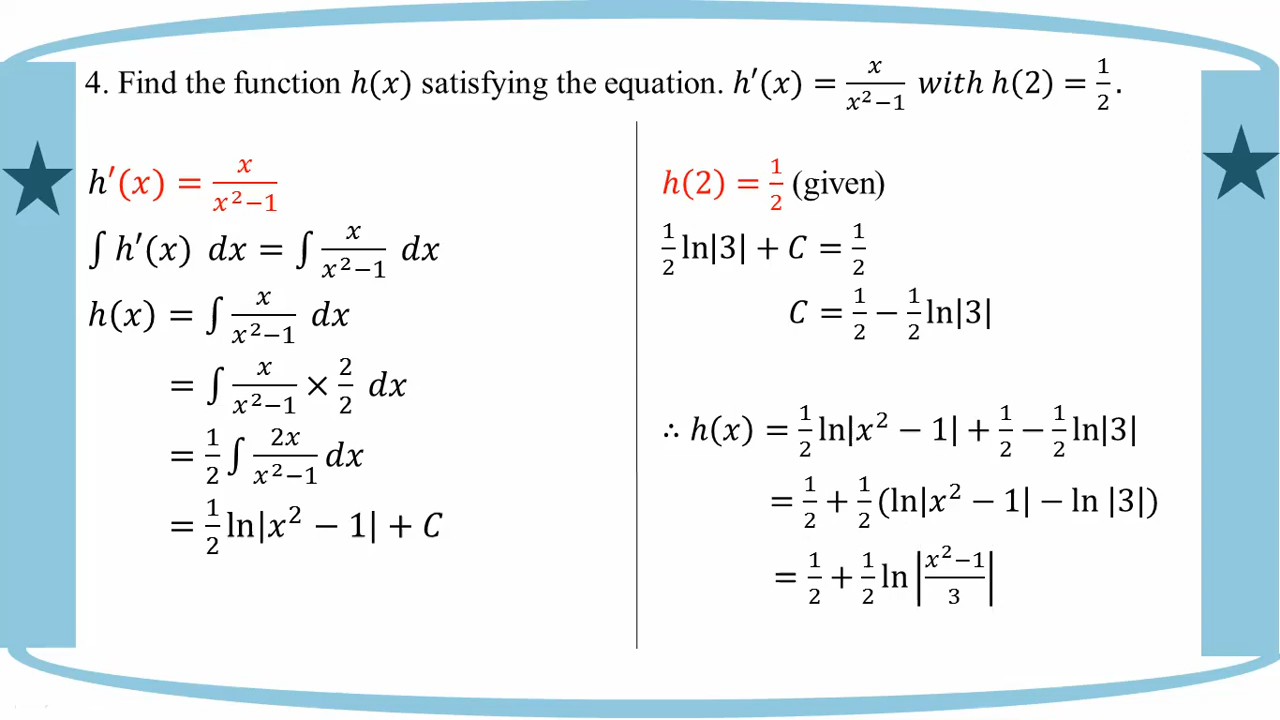 4. Find the function h(x) satisfying the equation. h′(x) = x/(x²−1) with h(2) = 1/2.
h′(x) = x/(x²−1)
∫ h′(x) dx = ∫ x/(x²−1) dx
h(x) = ∫ x/(x²−1) dx
= ∫ x/(x²−1) × 2/2 dx
= 1/2 ∫ 2x/(x²−1) dx
= 1/2 ln|x² − 1| + C
h(2) = 1/2 (given)
1/2 ln|3| + C = 1/2
C = 1/2 − 1/2 ln|3|
∴ h(x) = 1/2 ln|x² − 1| + 1/2 − 1/2 ln|3|
= 1/2 + 1/2 (ln|x² − 1| − ln |3|)
= 1/2 + 1/2 ln |(x²−1)/3|